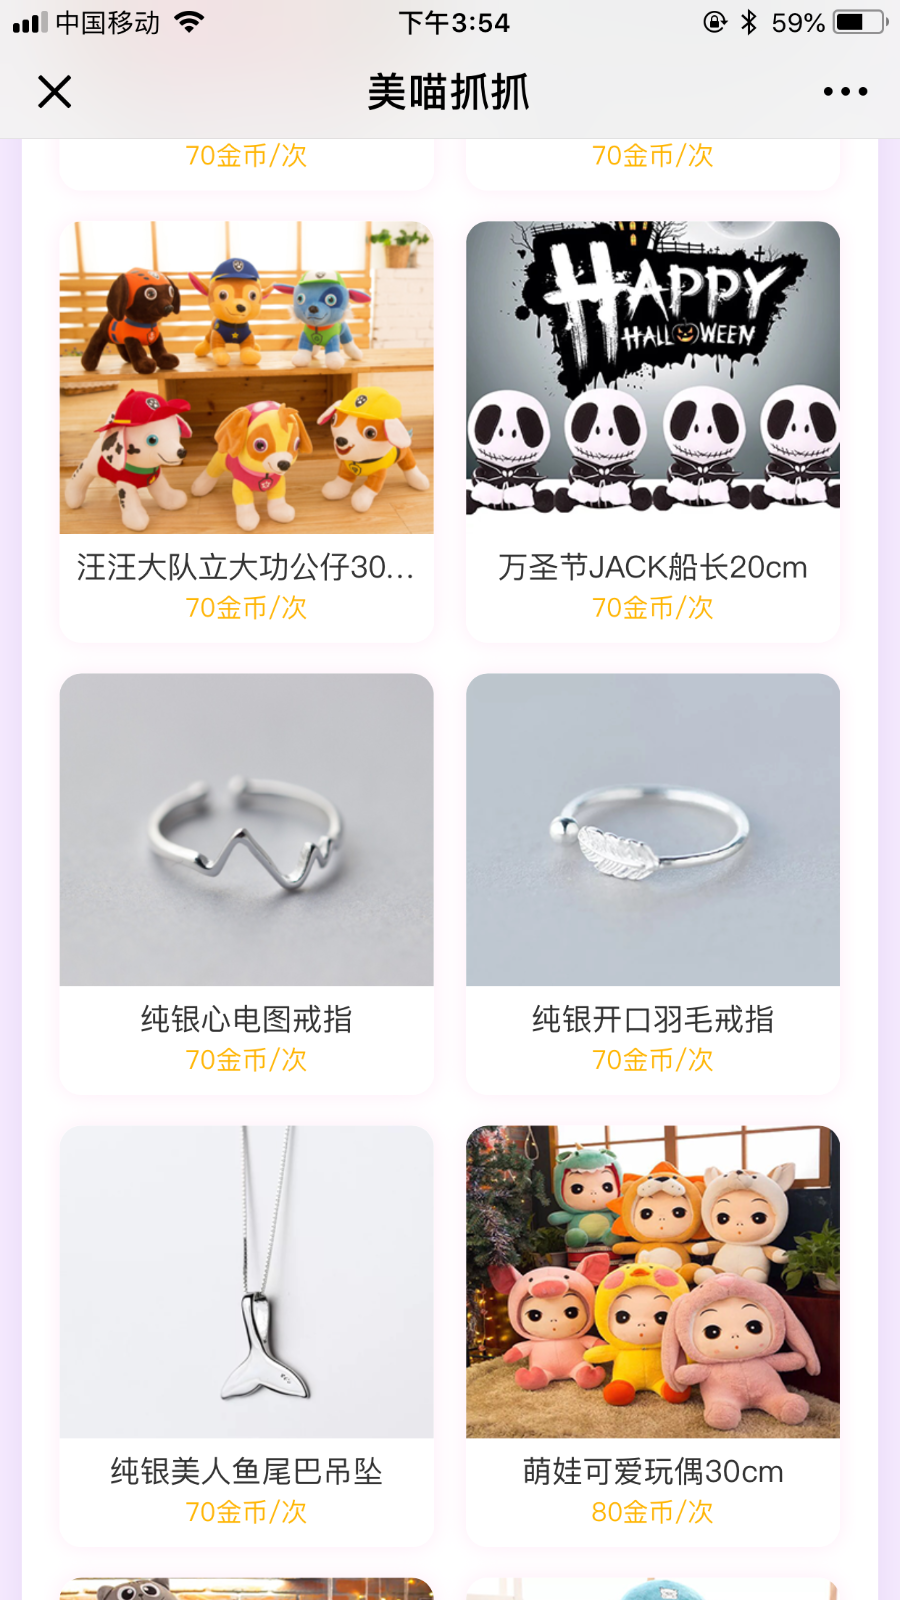 中国移动
下午3:54
59%
美喵抓抓
70金币/次
70金币/次
HAPPY
HALLOWEEN
汪汪大队立大功公仔30...
70金币/次
万圣节JACK船长20cm
70金币/次
纯银心电图戒指
70金币/次
纯银开口羽毛戒指
70金币/次
纯银美人鱼尾巴吊坠
70金币/次
萌娃可爱玩偶30cm
80金币/次